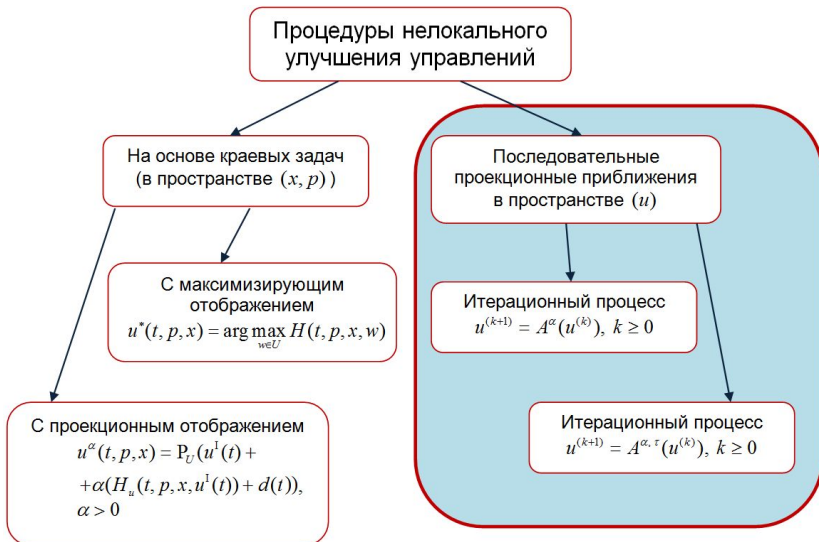 Процедуры нелокального
улучшения управлений
На основе краевых задач
(в пространстве (x, p) )
С максимизирующим
отображением
u*(t, p, x) = arg max H(t, p, x, w)
w∈U
С проекционным отображением
u^α(t, p, x) = P_U(u^I(t) +
+α(H_u(t, p, x, u^I(t)) + d(t)),
α > 0
Последовательные
проекционные приближения
в пространстве (u)
Итерационный процесс
u^(k+1) = A^α(u^(k)), k ≥ 0
Итерационный процесс
u^(k+1) = A^α, τ(u^(k)), k ≥ 0